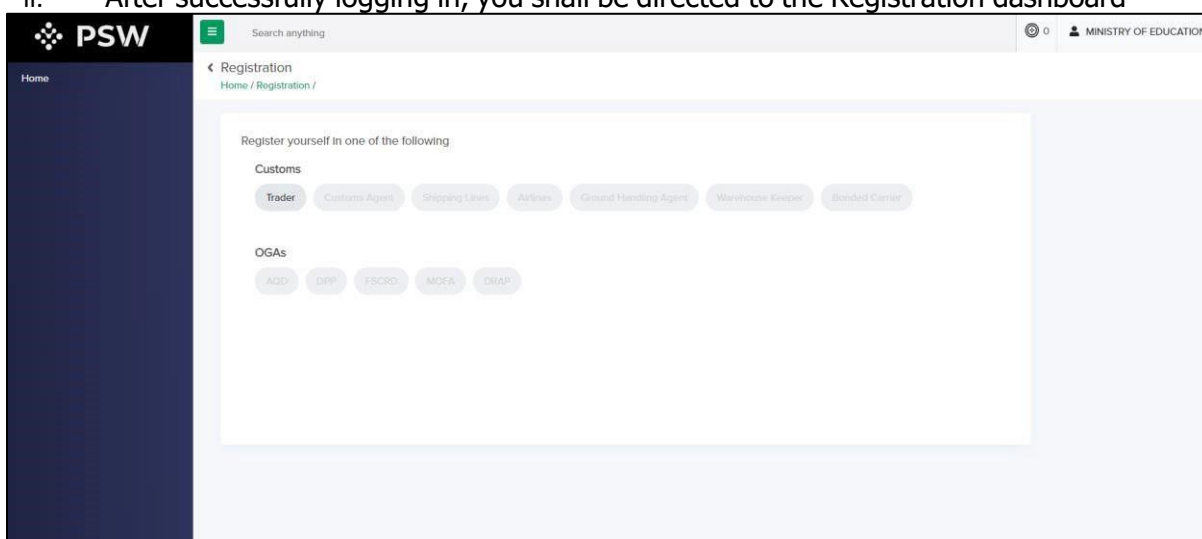 ii. After successfully logging in, you shall be directed to the Registration dashboard
PSW
Search anything
0
MINISTRY OF EDUCATION
Home
Registration
Home / Registration /
Register yourself in one of the following
Customs
Trader Customs Agent Shipping Lines Airlines Ground Handling Agent Warehouse Keeper Bonded Carrier
OGAs
AQD DPP FSCRD MOFA DRAP